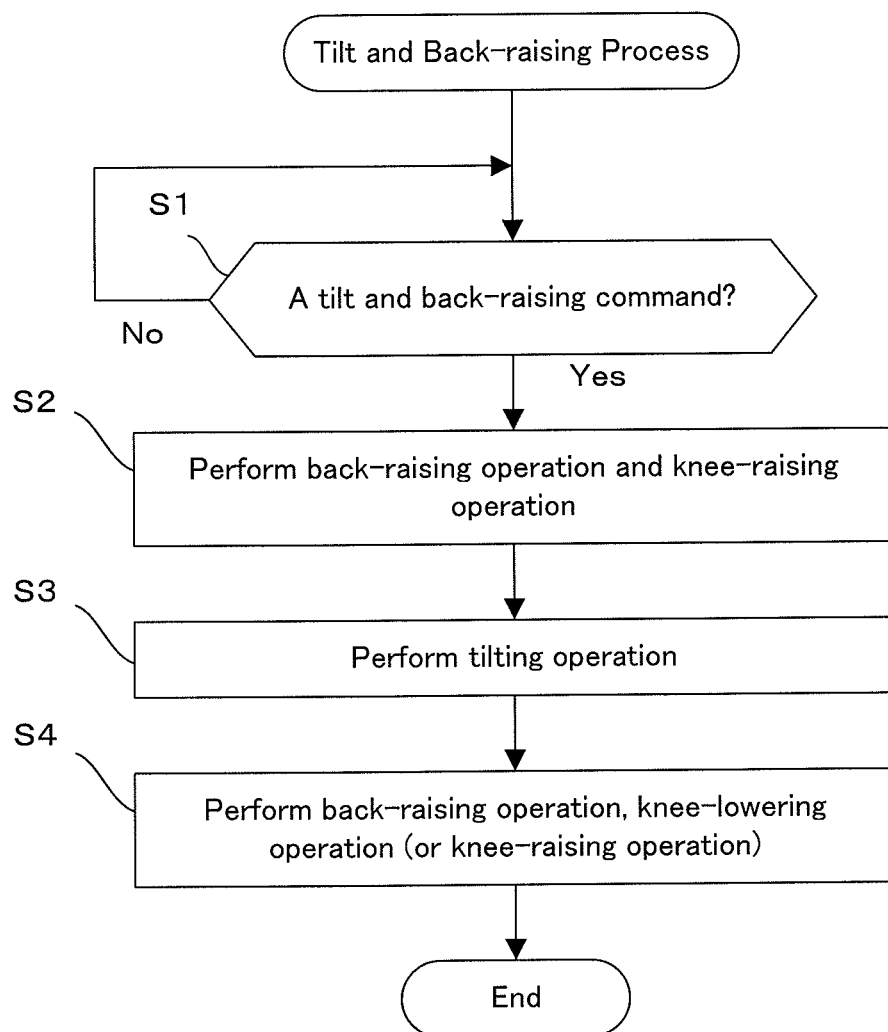 Tilt and Back-raising Process
S1
A tilt and back-raising command?
No
Yes
S2
Perform back-raising operation and knee-raising
operation
S3
Perform tilting operation
S4
Perform back-raising operation, knee-lowering
operation (or knee-raising operation)
End